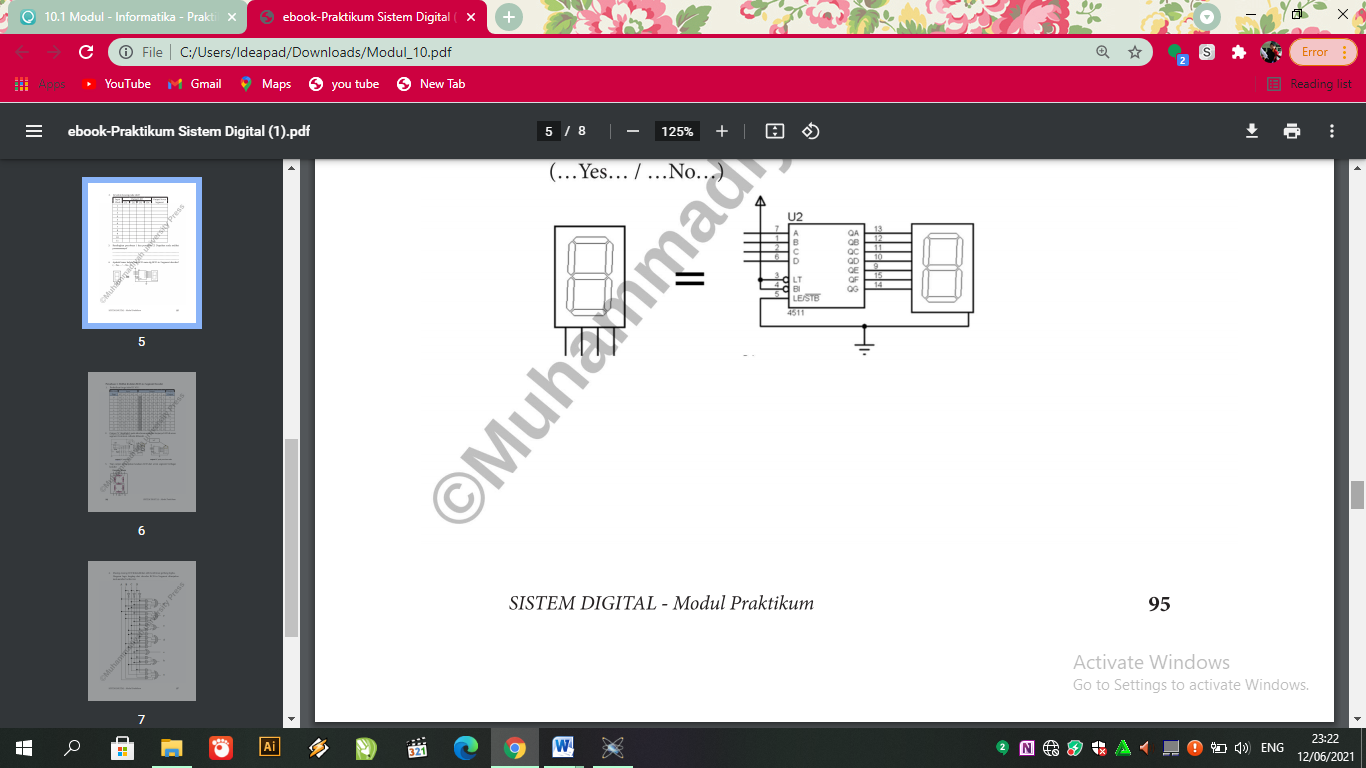 10.1 Modul - Informatika - Prakti
ebook-Praktikum Sistem Digital (
File
C:/Users/Ideapad/Downloads/Modul_10.pdf
2
S
Error
Apps
YouTube
Gmail
Maps
you tube
New Tab
Reading list
ebook-Praktikum Sistem Digital (1).pdf
5 / 8
125%
5
6
7
(…Yes… / …No…)
=
U2
7 A QA 13
1 B QB 12
2 C QC 11
6 D QD 10
QE 9
3 LT QF 15
4 BI QG 14
5 LE/STB
4511
©Muhammadiy
SISTEM DIGITAL - Modul Praktikum
95
Activate Windows
Go to Settings to activate Windows.
Ai
321
W
2
N
ENG
23:22
12/06/2021